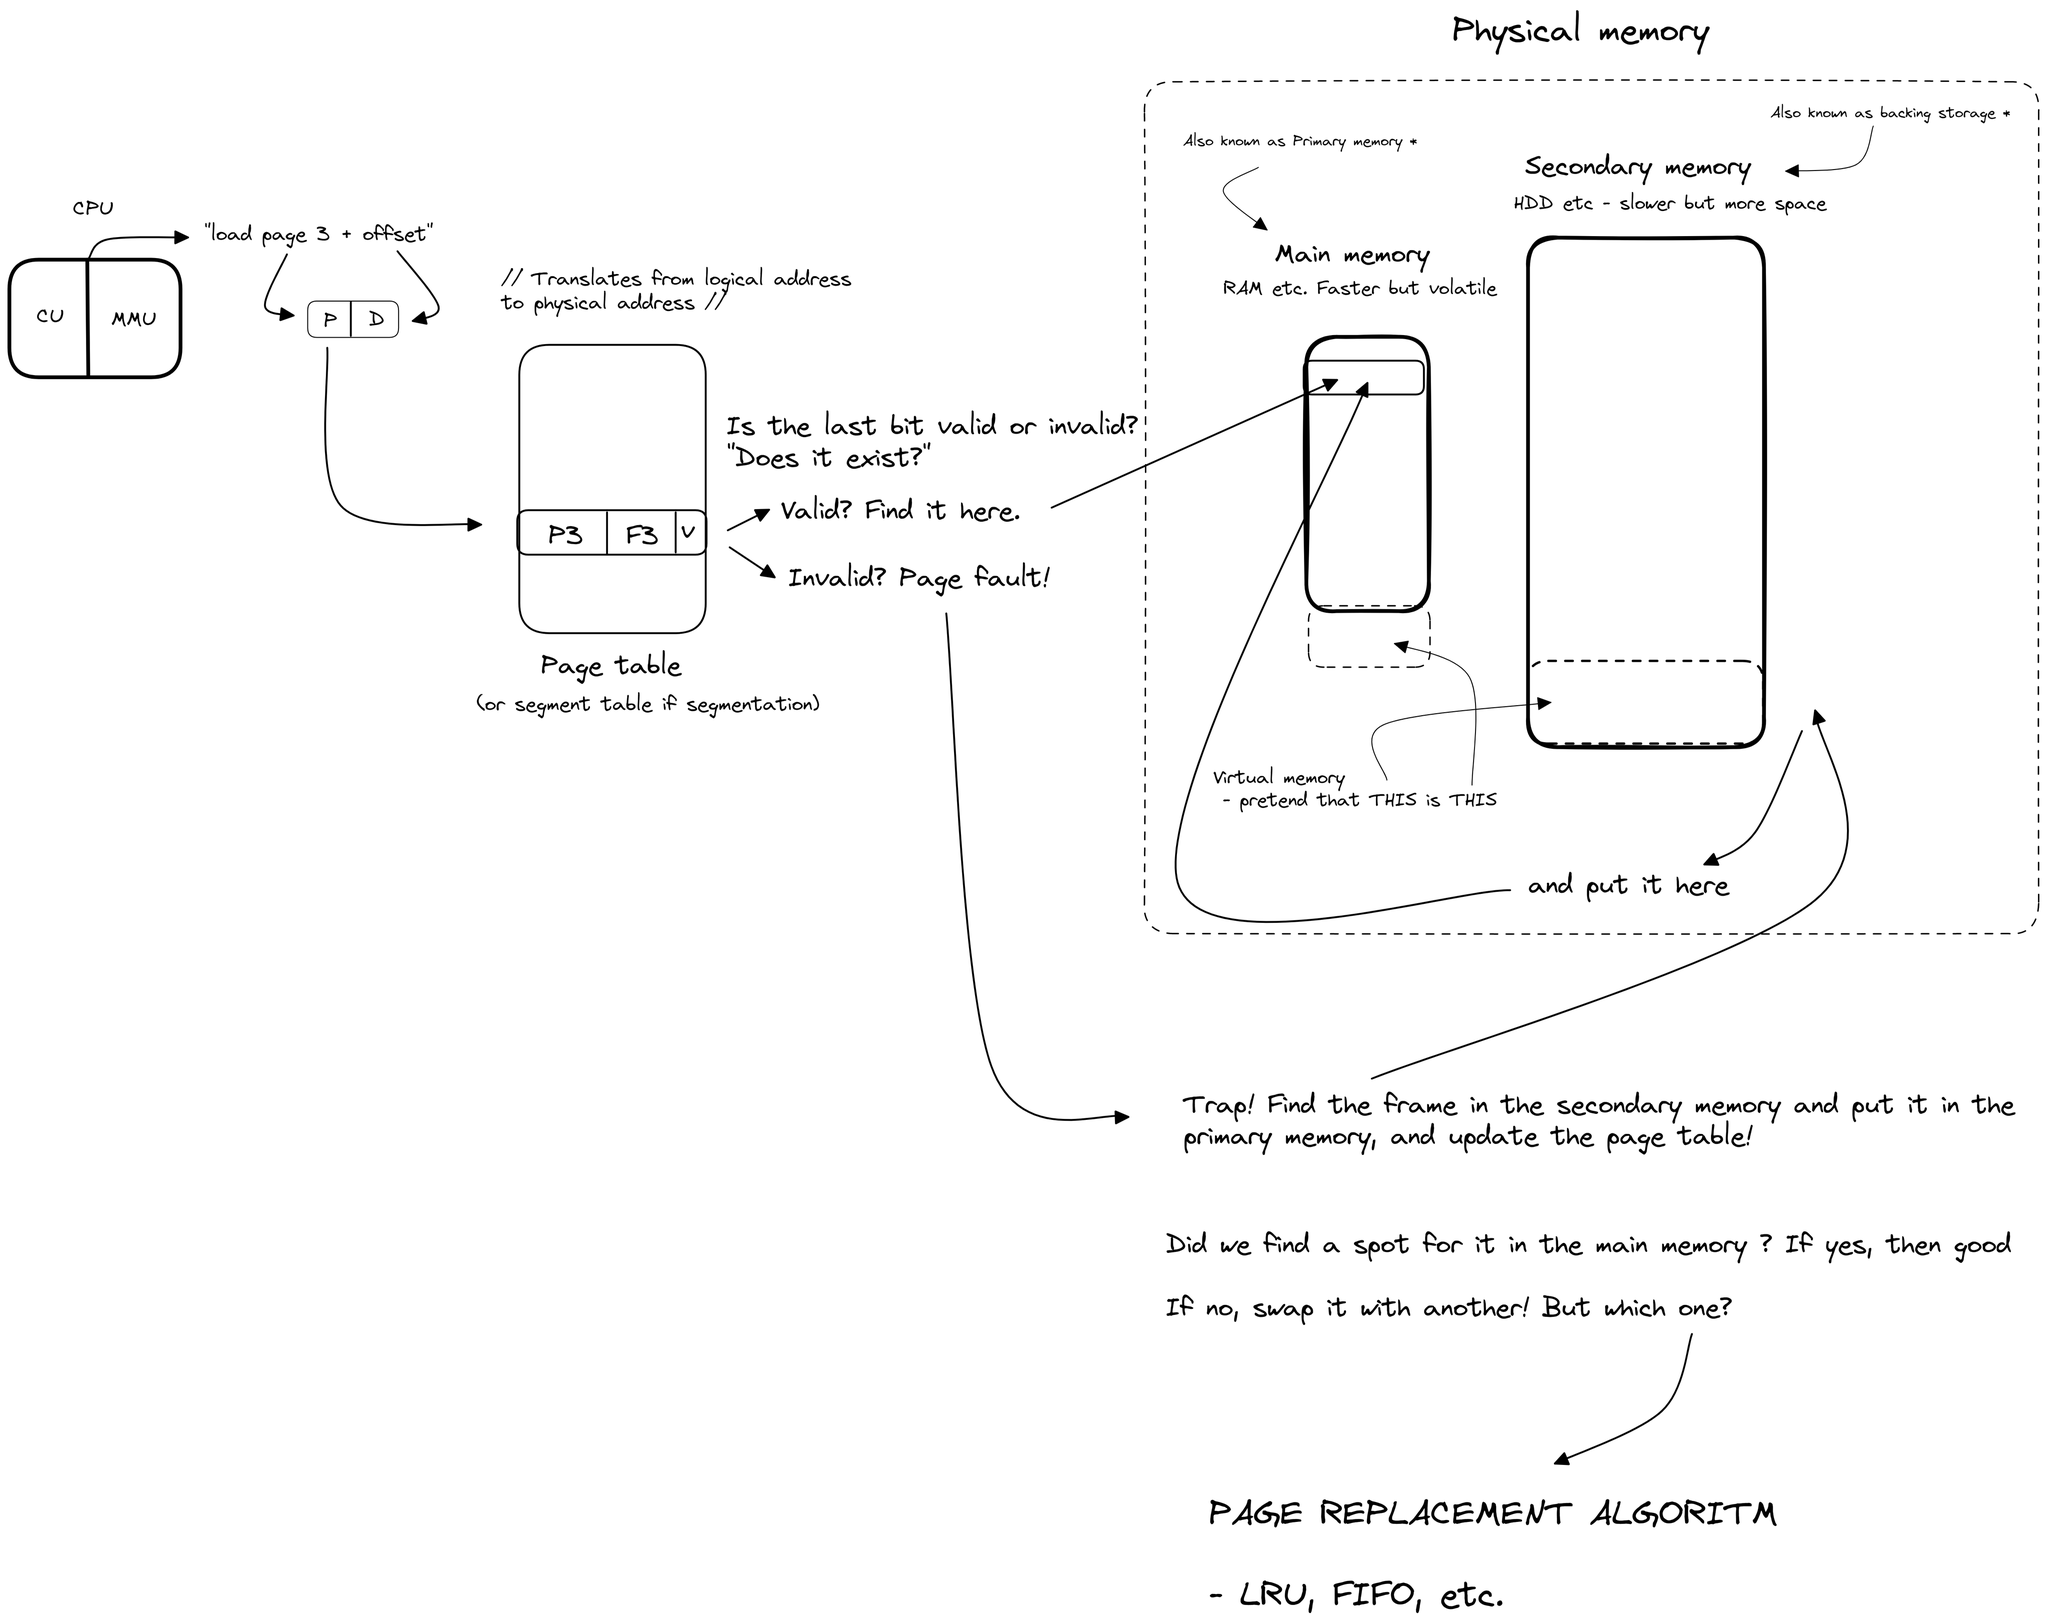 Physical memory
Also known as backing storage *
Also known as Primary memory *
Secondary memory
HDD etc - slower but more space
CPU
"load page 3 + offset"
Main memory
RAM etc. Faster but volatile
// Translates from logical address
to physical address //
CU
MMU
P
D
Is the last bit valid or invalid?
"Does it exist?"
Valid? Find it here.
P3
F3
V
Invalid? Page fault!
Page table
(or segment table if segmentation)
Virtual memory
- pretend that THIS is THIS
and put it here
Trap! Find the frame in the secondary memory and put it in the
primary memory, and update the page table!
Did we find a spot for it in the main memory ? If yes, then good
If no, swap it with another! But which one?
PAGE REPLACEMENT ALGORITM
- LRU, FIFO, etc.